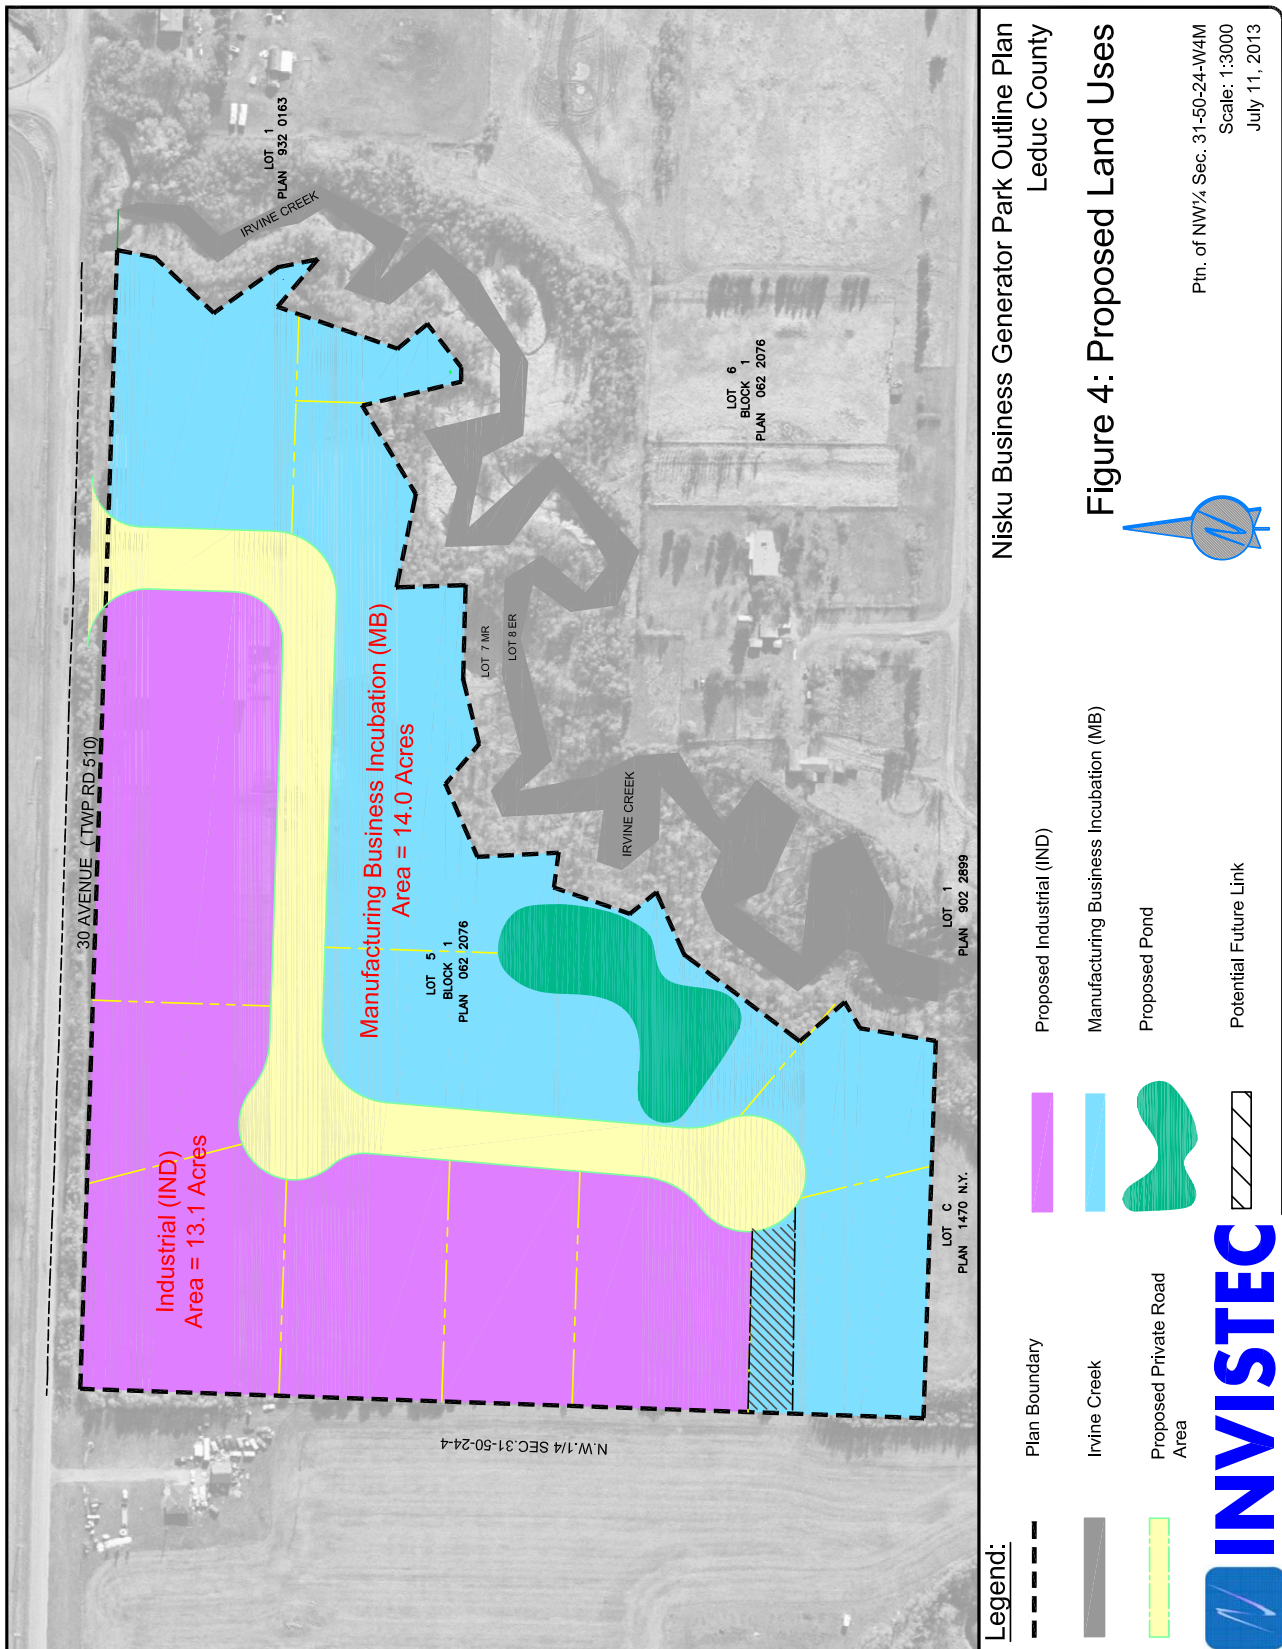 Nisku Business Generator Park Outline Plan
Leduc County
Figure 4: Proposed Land Uses
Ptn. of NW¼ Sec. 31-50-24-W4M
Scale: 1:3000
July 11, 2013
30 AVENUE (TWP RD 510)
LOT 1
PLAN 932 0163
IRVINE CREEK
Industrial (IND)
Area = 13.1 Acres
Manufacturing Business Incubation (MB)
Area = 14.0 Acres
LOT 5
BLOCK 1
PLAN 062 2076
LOT 7 MR
LOT 8 ER
IRVINE CREEK
LOT 6
BLOCK 1
PLAN 062 2076
N.W.1/4 SEC.31-50-24-4
LOT C
PLAN 1470 N.Y.
LOT 1
PLAN 902 2899
Legend:
Plan Boundary
Irvine Creek
Proposed Private Road
Area
Proposed Industrial (IND)
Manufacturing Business Incubation (MB)
Proposed Pond
Potential Future Link
INVISTEC